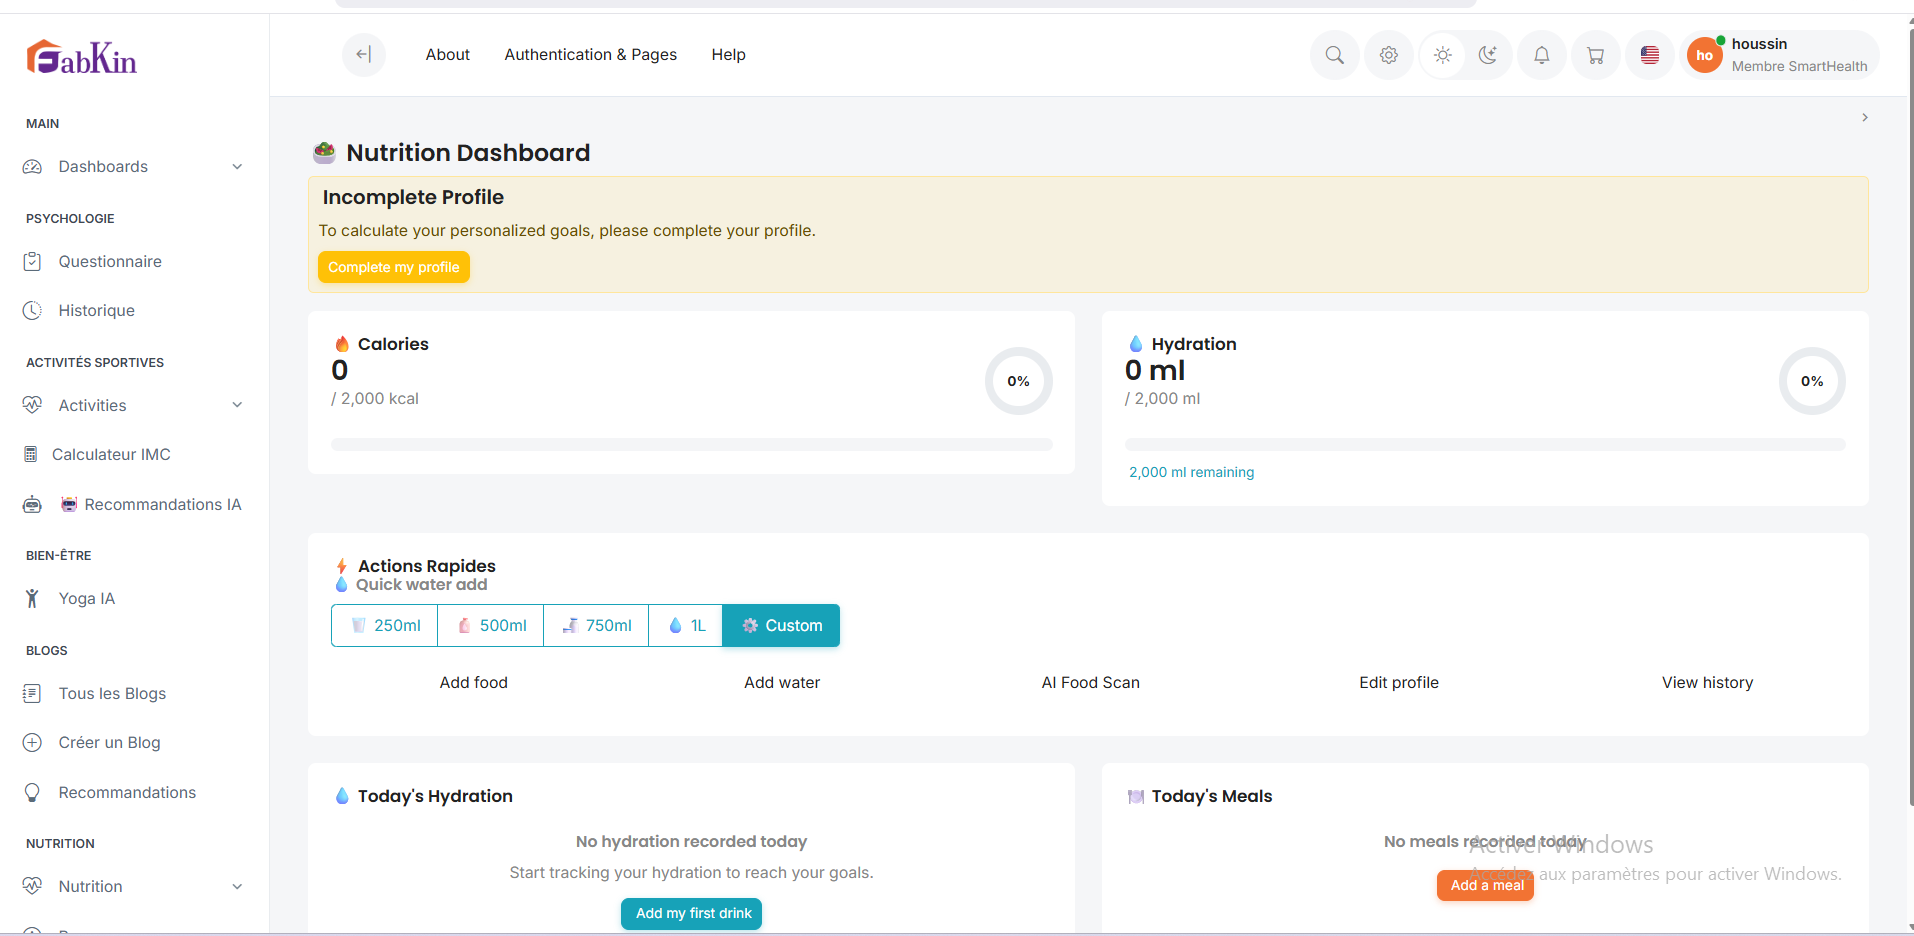 FabKin
About
Authentication & Pages
Help
ho
houssin
Membre SmartHealth
MAIN
Dashboards
PSYCHOLOGIE
Questionnaire
Historique
ACTIVITÉS SPORTIVES
Activities
Calculateur IMC
Recommandations IA
BIEN-ÊTRE
Yoga IA
BLOGS
Tous les Blogs
Créer un Blog
Recommandations
NUTRITION
Nutrition
Nutrition Dashboard
Incomplete Profile
To calculate your personalized goals, please complete your profile.
Complete my profile
Calories
0
/ 2,000 kcal
0%
Hydration
0 ml
/ 2,000 ml
0%
2,000 ml remaining
Actions Rapides
Quick water add
250ml
500ml
750ml
1L
Custom
Add food
Add water
AI Food Scan
Edit profile
View history
Today's Hydration
No hydration recorded today
Start tracking your hydration to reach your goals.
Add my first drink
Today's Meals
No meals recorded today
Add a meal
Activer Windows
Accédez aux paramètres pour activer Windows.